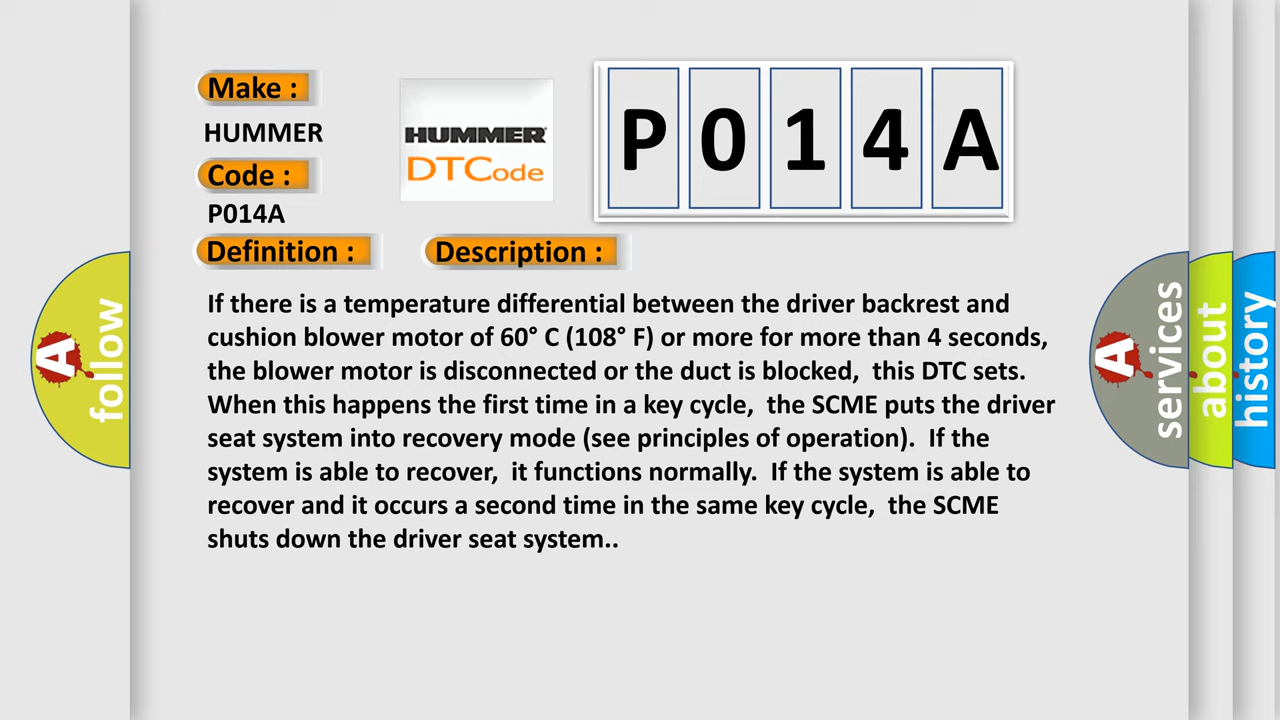 Make :
HUMMER
Code :
P014A
HUMMER
DTCode
P014A
Definition :
Description :
If there is a temperature differential between the driver backrest and
cushion blower motor of 60° C (108° F) or more for more than 4 seconds,
the blower motor is disconnected or the duct is blocked, this DTC sets.
When this happens the first time in a key cycle, the SCME puts the driver
seat system into recovery mode (see principles of operation). If the
system is able to recover, it functions normally. If the system is able to
recover and it occurs a second time in the same key cycle, the SCME
shuts down the driver seat system..
A follow
A services
about
history